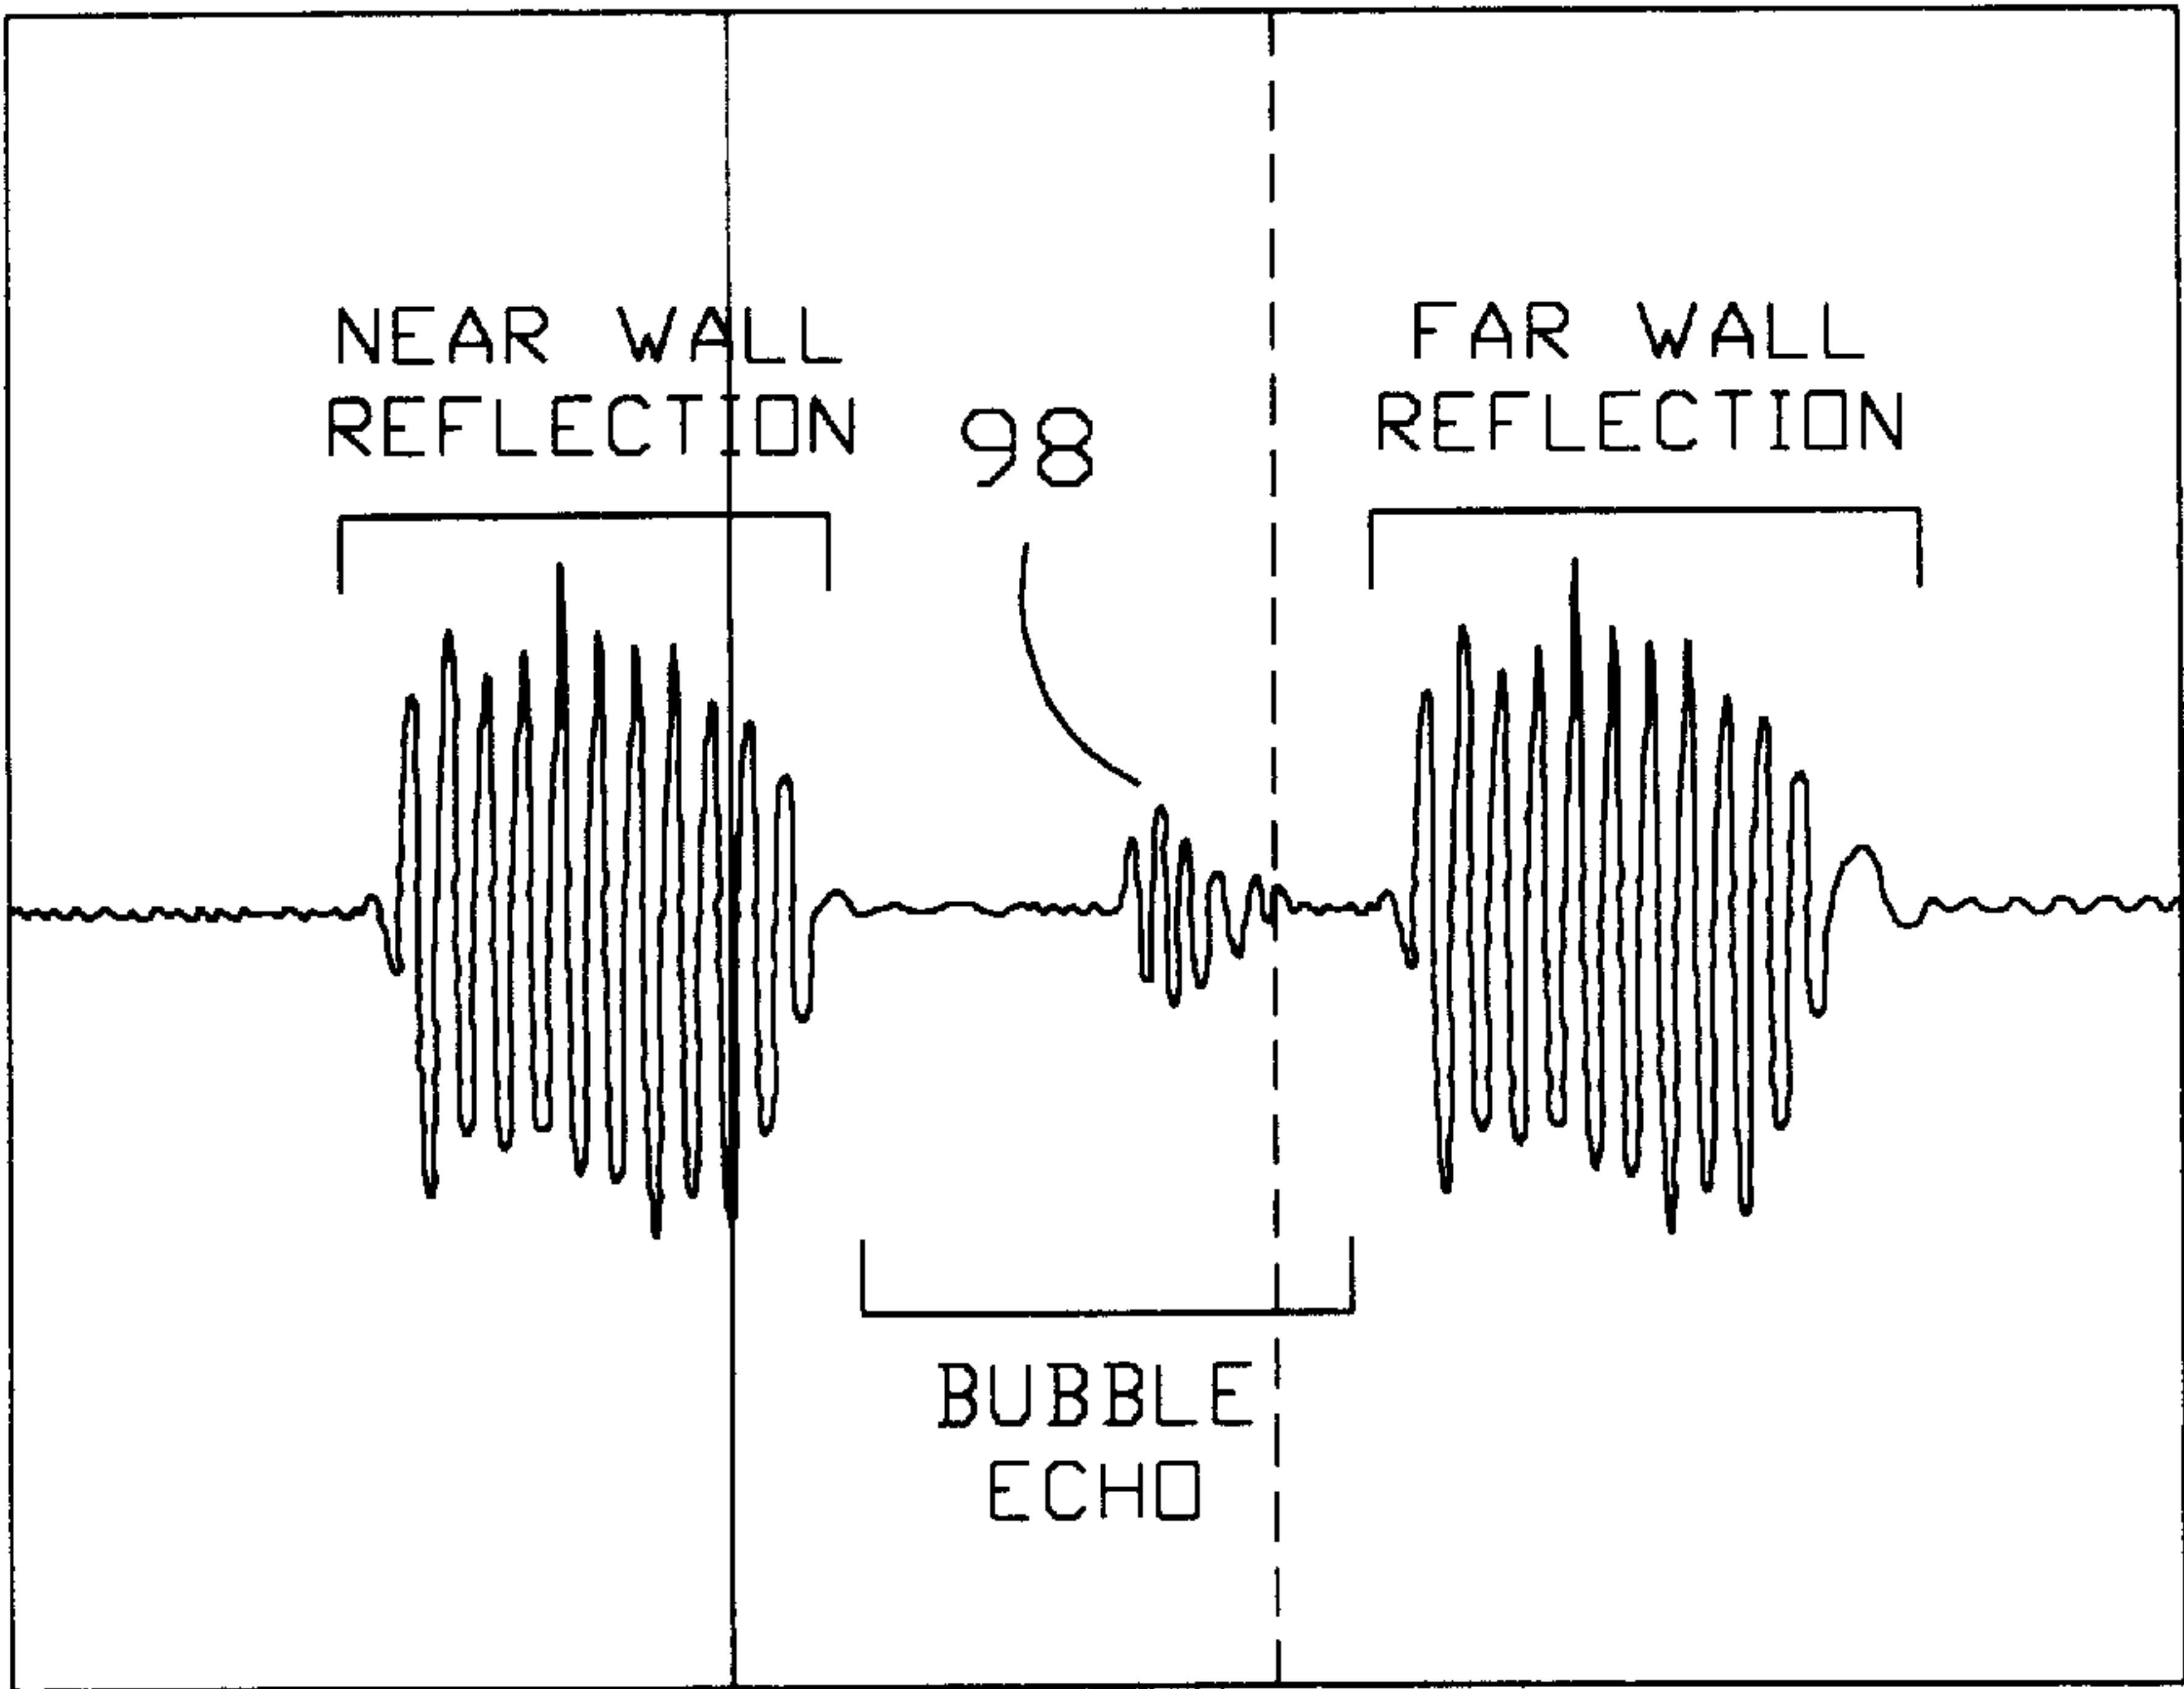 NEAR WALL
REFLECTION
98
FAR WALL
REFLECTION
BUBBLE
ECHO